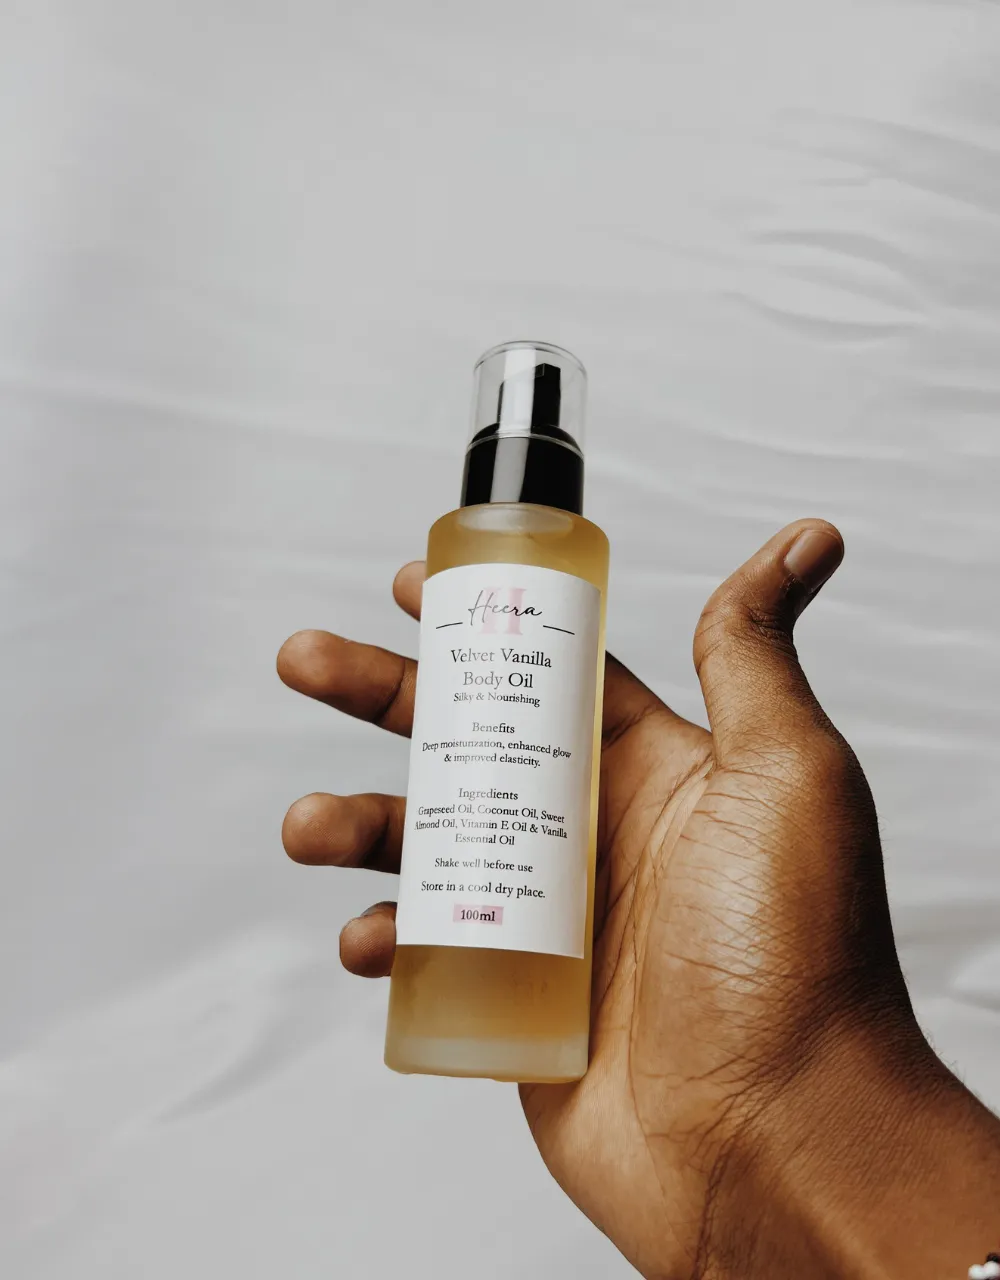 H
Heera
Velvet Vanilla
Body Oil
Silky & Nourishing
Benefits
Deep moisturization, enhanced glow
& improved elasticity.
Ingredients
Grapeseed Oil, Coconut Oil, Sweet
Almond Oil, Vitamin E Oil & Vanilla
Essential Oil
Shake well before use
Store in a cool dry place.
100ml